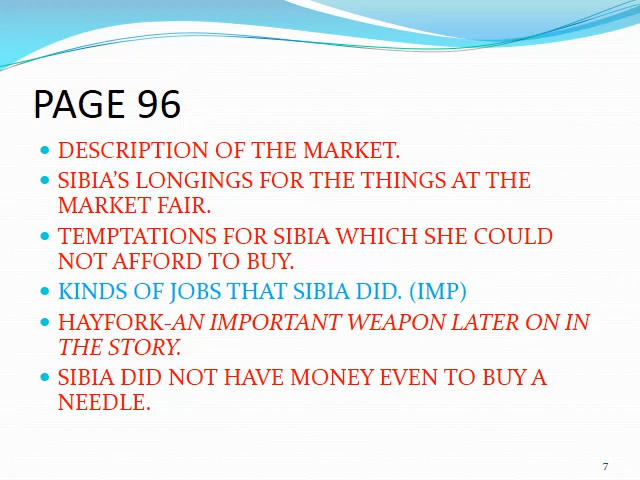 PAGE 96
DESCRIPTION OF THE MARKET.
SIBIA’S LONGINGS FOR THE THINGS AT THE
MARKET FAIR.
TEMPTATIONS FOR SIBIA WHICH SHE COULD
NOT AFFORD TO BUY.
KINDS OF JOBS THAT SIBIA DID. (IMP)
HAYFORK-AN IMPORTANT WEAPON LATER ON IN
THE STORY.
SIBIA DID NOT HAVE MONEY EVEN TO BUY A
NEEDLE.
7